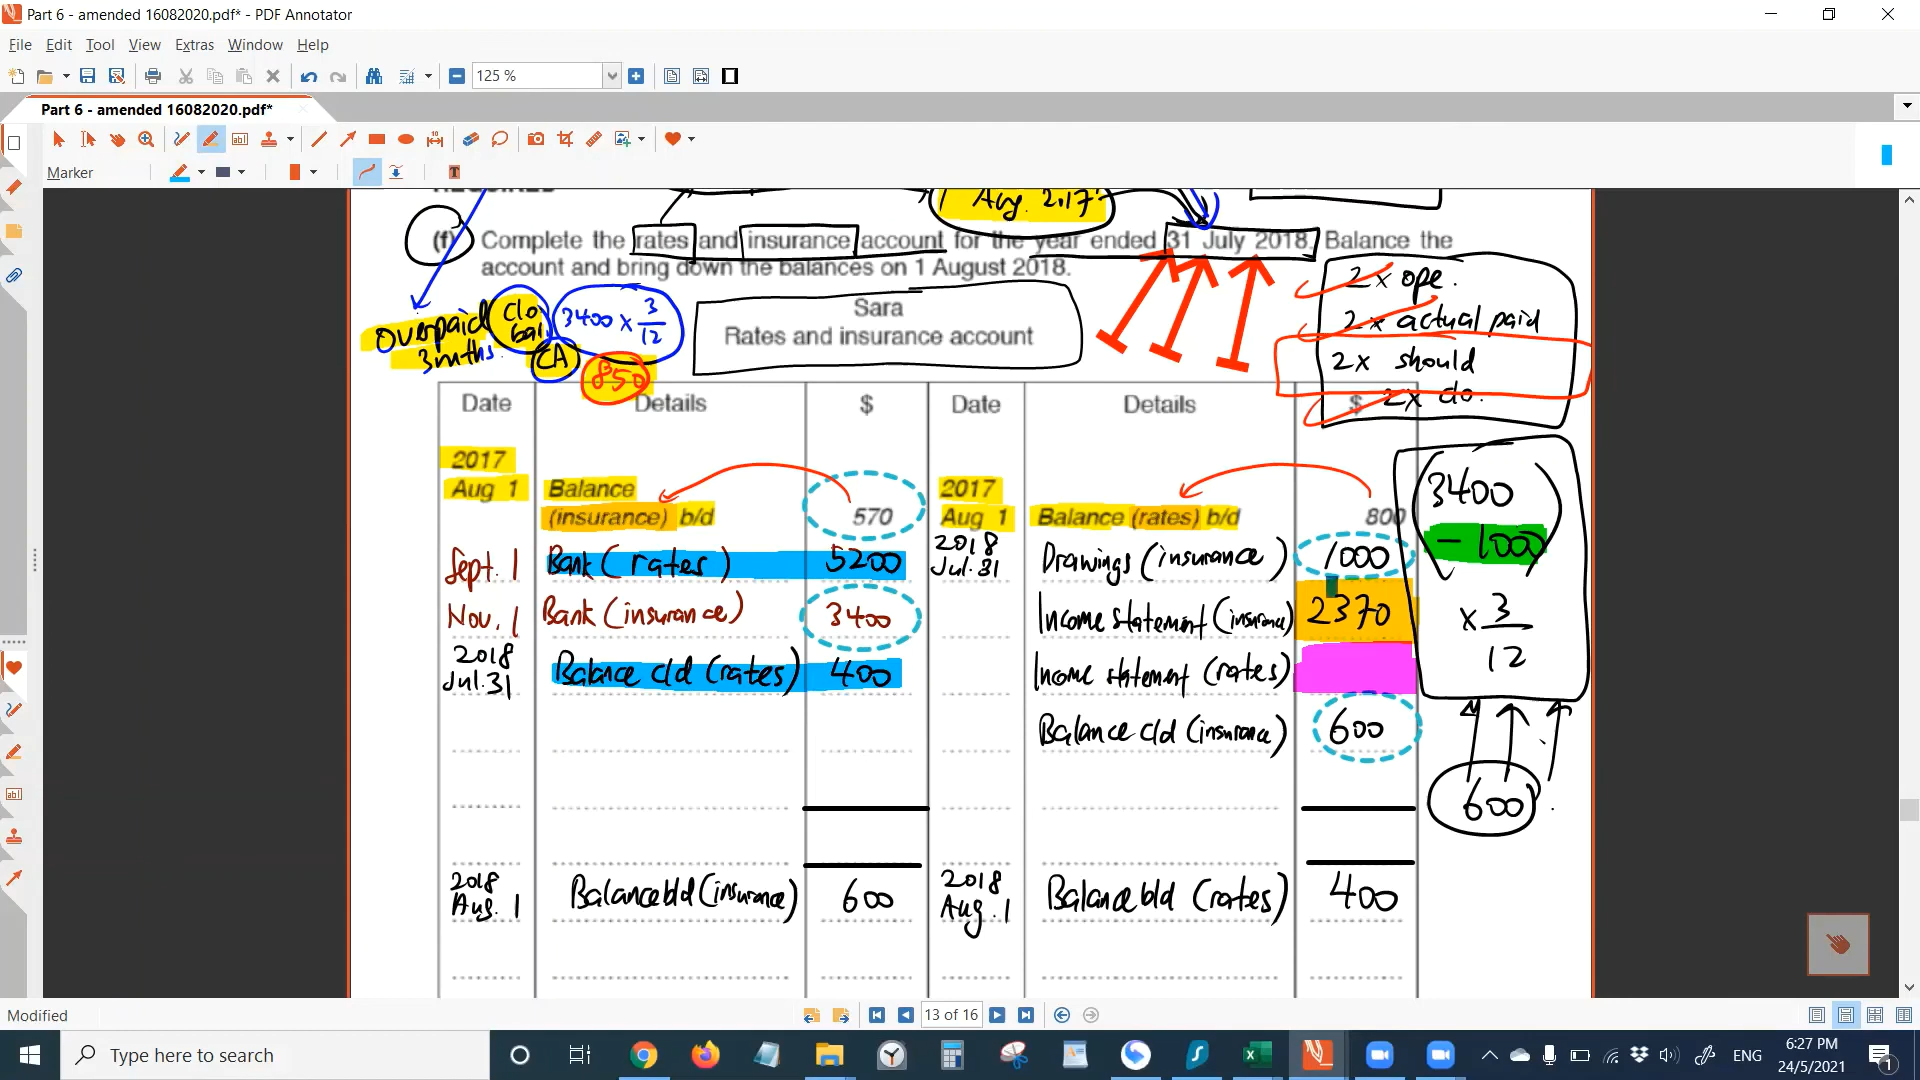 Part 6 - amended 16082020.pdf* - PDF Annotator
File Edit Tool View Extras Window Help
125 %
Part 6 - amended 16082020.pdf*
Marker
Aug. 2017
(f) Complete the rates and insurance account for the year ended 31 July 2018. Balance the
account and bring down the balances on 1 August 2018.
2x ope.
2x actual paid
2x should
2x do.
Overpaid
3mths.
Clo.
bal.
CA
3400 x 3/12
850
Sara
Rates and insurance account
Date Details $ Date Details $
2017
Aug 1 Balance 2017
(insurance) b/d 570 Aug 1 Balance (rates) b/d 800
Sept. 1 Bank (rates) 5200 2018 Jul. 31 Drawings (insurance) 1000
Nov. 1 Bank (insurance) 3400 Income statement (insurance) 2370
2018
Jul. 31 Balance c/d (rates) 400 Income statement (rates)
Balance c/d (insurance) 600
2018 2018
Aug. 1 Balance b/d (insurance) 600 Aug. 1 Balance b/d (rates) 400
(3400
- 1000)
x 3
12
600
Modified
13 of 16
Type here to search
ENG
6:27 PM
24/5/2021
1